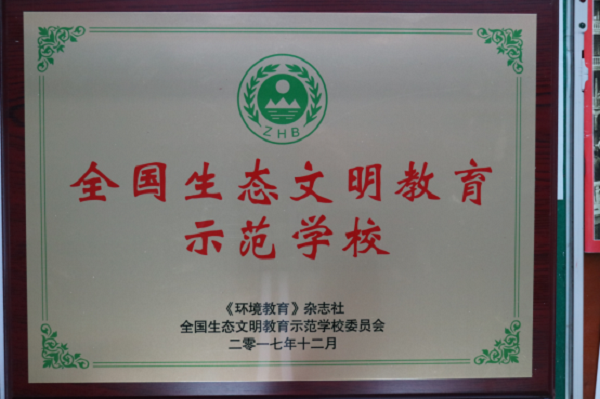 ZHB
全国生态文明教育
示范学校
《环境教育》杂志社
全国生态文明教育示范学校委员会
二零一七年十二月